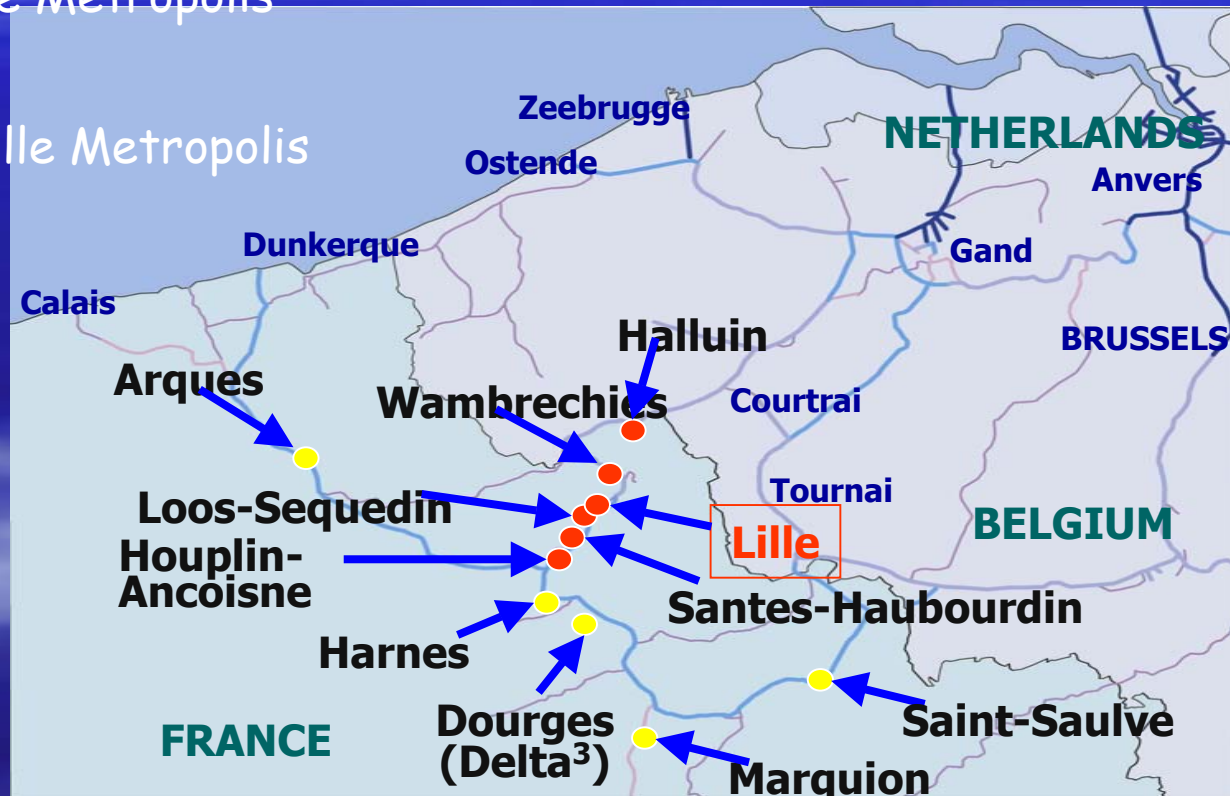 Metropolis
Metropolis
Zeebrugge
NETHERLANDS
Ostende
Anvers
Dunkerque
Gand
Calais
Halluin
BRUSSELS
Arques
Wambrechies
Courtrai
Tournai
Loos-Sequedin
BELGIUM
Lille
Houplin-
Ancoisne
Santes-Haubourdin
Harnes
Dourges
(Delta³)
Saint-Saulve
FRANCE
Marquion